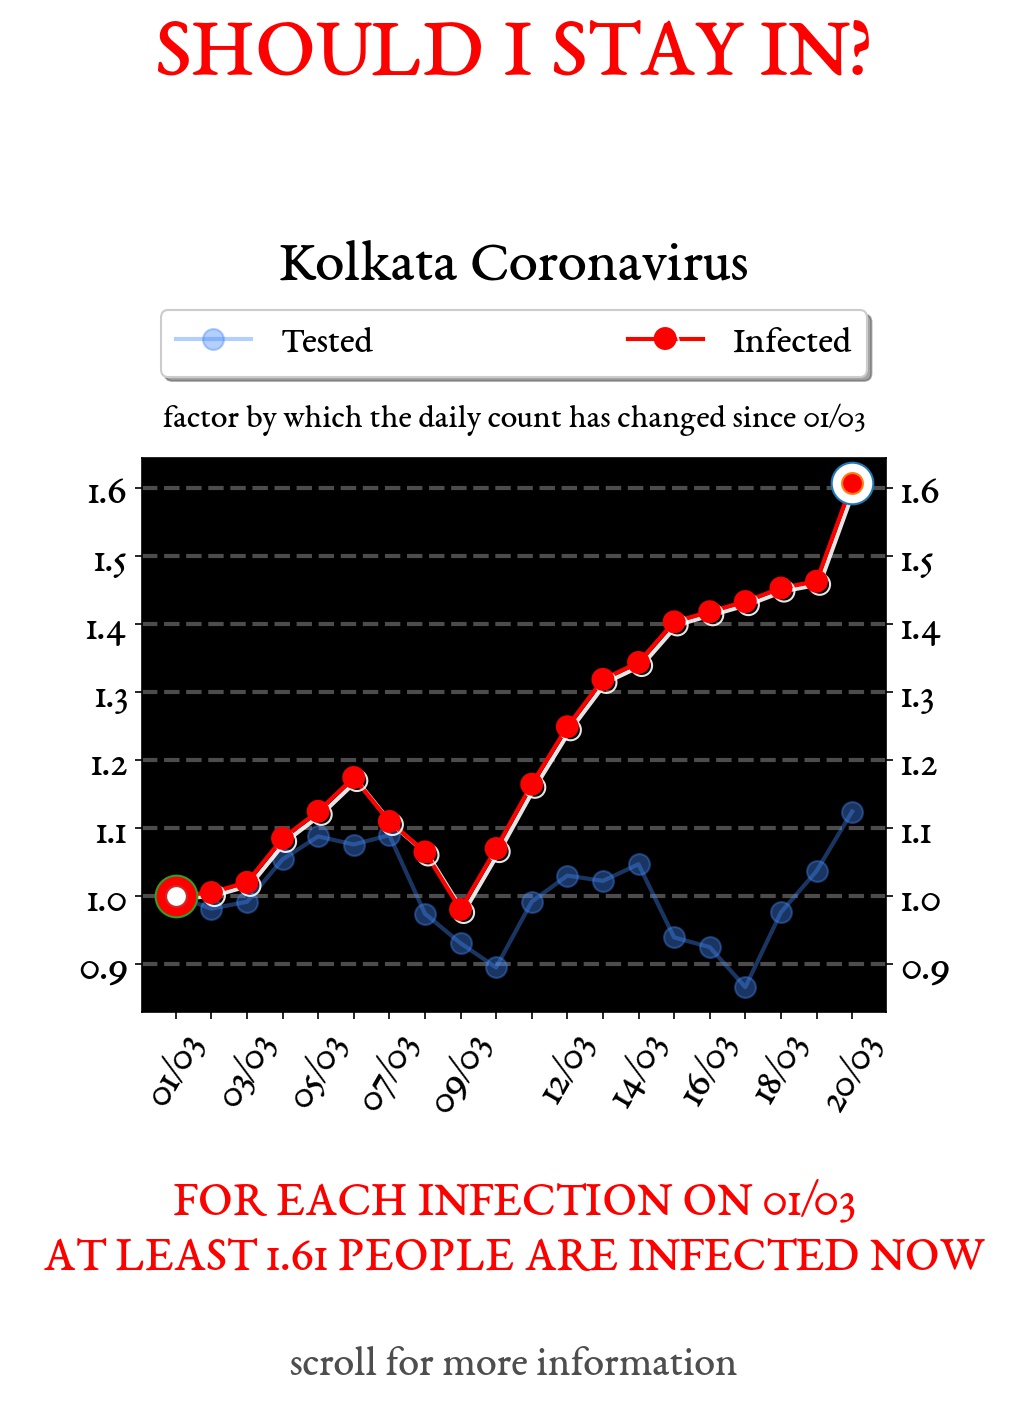 SHOULD I STAY IN?
Kolkata Coronavirus
Tested Infected
factor by which the daily count has changed since 01/03
1.6 1.6
1.5 1.5
1.4 1.4
1.3 1.3
1.2 1.2
1.1 1.1
1.0 1.0
0.9 0.9
01/03 03/03 05/03 07/03 09/03 12/03 14/03 16/03 18/03 20/03
FOR EACH INFECTION ON 01/03
AT LEAST 1.61 PEOPLE ARE INFECTED NOW
scroll for more information